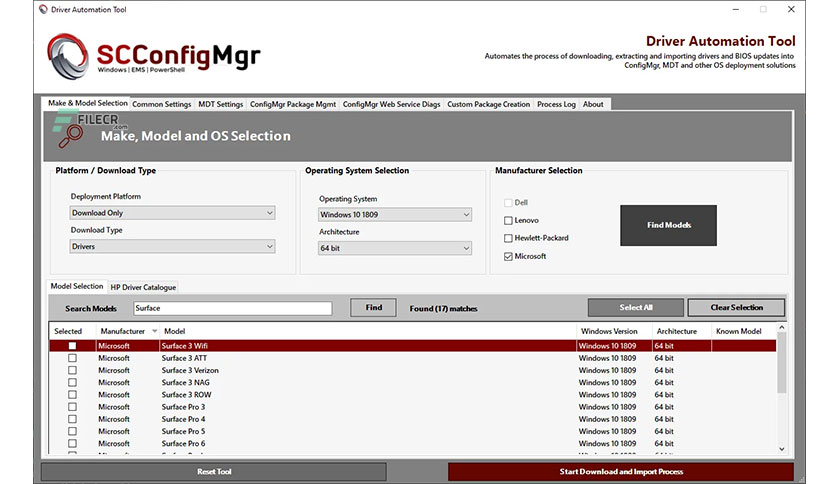 Driver Automation Tool
SCConfigMgr
Windows | EMS | PowerShell
Driver Automation Tool
Automates the process of downloading, extracting and importing drivers and BIOS updates into
ConfigMgr, MDT and other OS deployment solutions
Make & Model Selection Common Settings MDT Settings ConfigMgr Package Mgmt ConfigMgr Web Service Diags Custom Package Creation Process Log About
FILECR
.com
Make, Model and OS Selection
Platform / Download Type
Deployment Platform
Download Only
Download Type
Drivers
Operating System Selection
Operating System
Windows 10 1809
Architecture
64 bit
Manufacturer Selection
Dell
Lenovo
Hewlett-Packard
Microsoft
Find Models
Model Selection HP Driver Catalogue
Search Models Surface Find Found (17) matches Select All Clear Selection
Selected Manufacturer Model Windows Version Architecture Known Model
Microsoft Surface 3 Wifi Windows 10 1809 64 bit
Microsoft Surface 3 ATT Windows 10 1809 64 bit
Microsoft Surface 3 Verizon Windows 10 1809 64 bit
Microsoft Surface 3 NAG Windows 10 1809 64 bit
Microsoft Surface 3 ROW Windows 10 1809 64 bit
Microsoft Surface Pro 3 Windows 10 1809 64 bit
Microsoft Surface Pro 4 Windows 10 1809 64 bit
Microsoft Surface Pro 5 Windows 10 1809 64 bit
Microsoft Surface Pro 6 Windows 10 1809 64 bit
Reset Tool Start Download and Import Process